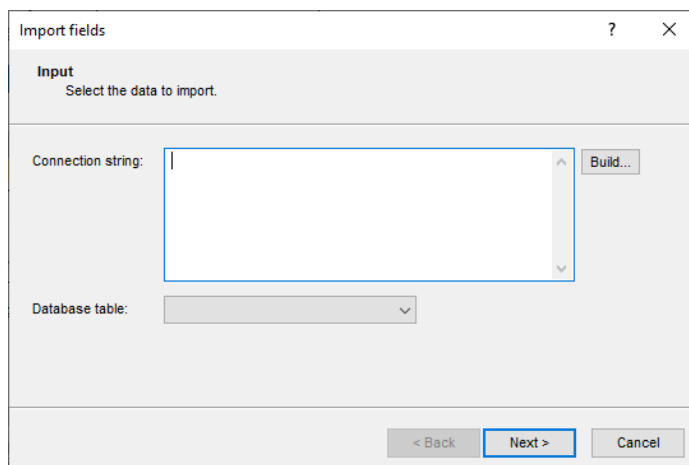 Import fields
Input
Select the data to import.
Connection string:
Build...
Database table:
< Back
Next >
Cancel